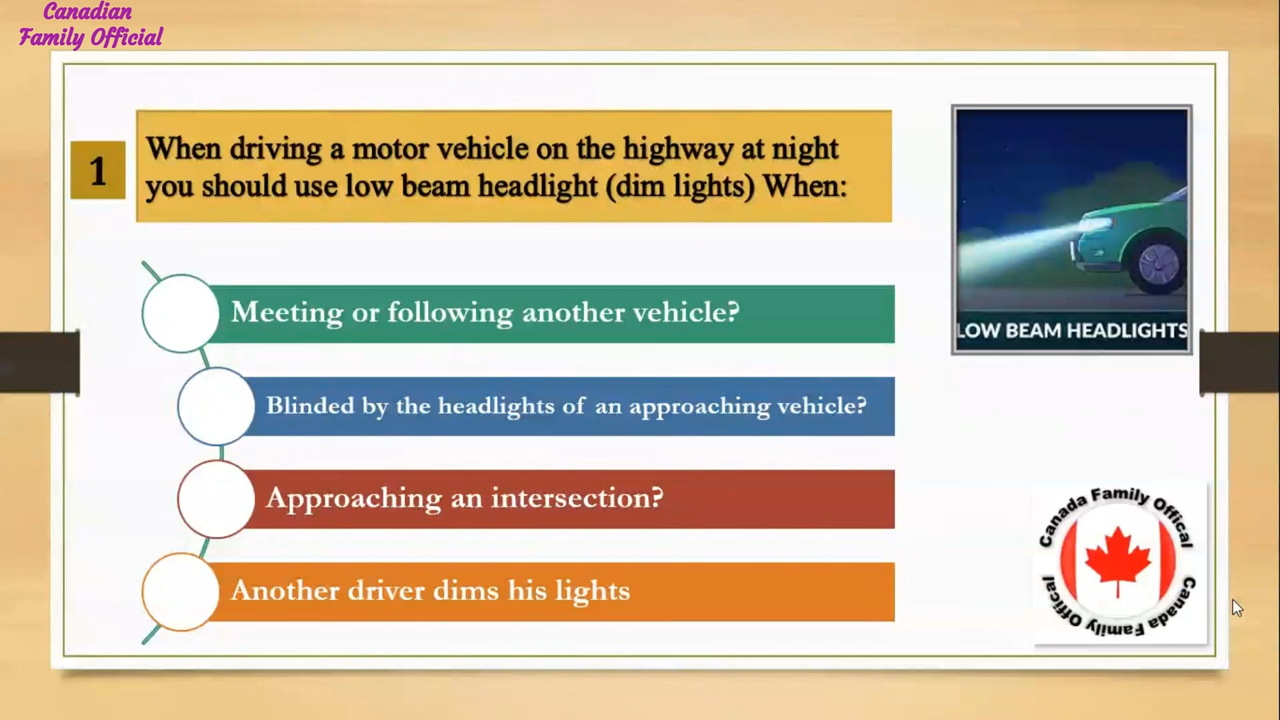 Canadian
Family Official
1
When driving a motor vehicle on the highway at night
you should use low beam headlight (dim lights) When:
LOW BEAM HEADLIGHTS
Meeting or following another vehicle?
Blinded by the headlights of an approaching vehicle?
Approaching an intersection?
Another driver dims his lights
Canada Family Offical
Canada Family Offical